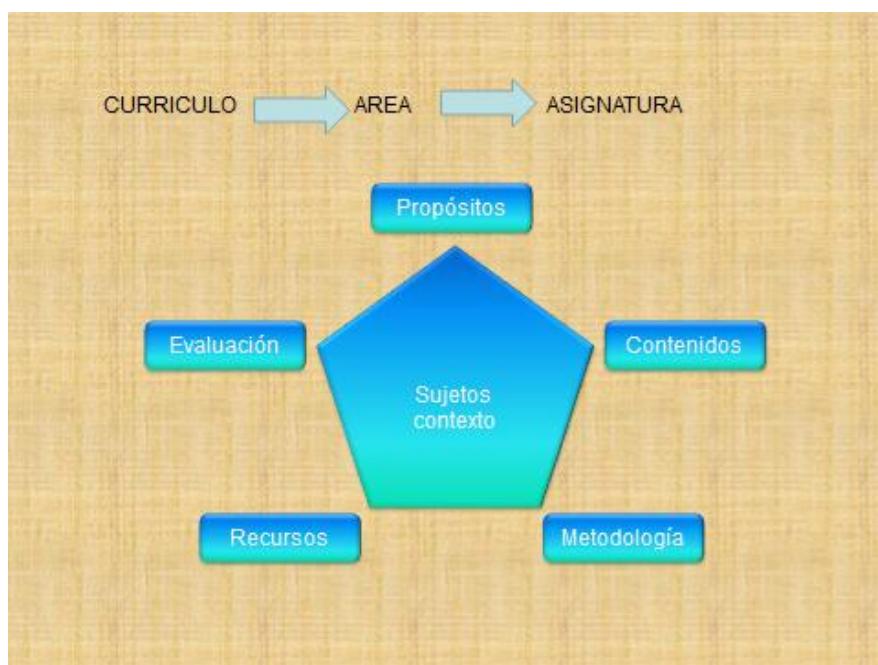 CURRICULO AREA ASIGNATURA
Propósitos
Evaluación
Contenidos
Sujetos
contexto
Recursos
Metodología